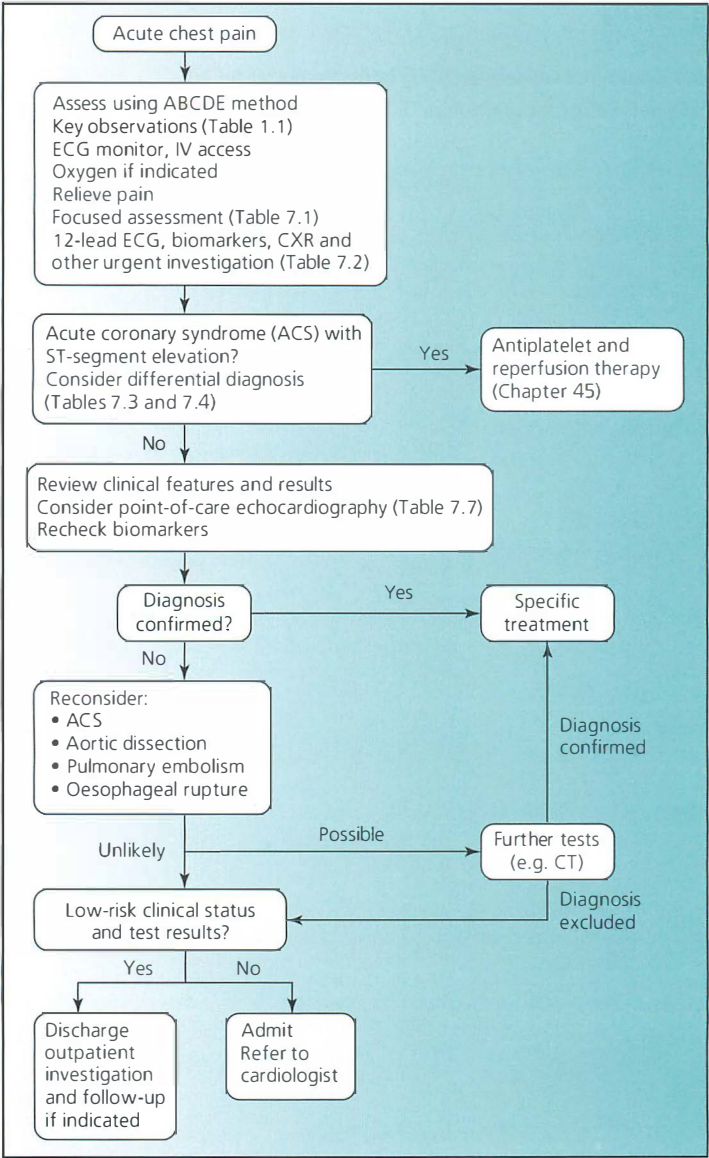 Acute chest pain
Assess using ABCDE method
Key observations (Table 1.1)
ECG monitor, IV access
Oxygen if indicated
Relieve pain
Focused assessment (Table 7.1)
12-lead ECG, biomarkers, CXR and
other urgent investigation (Table 7.2)
Acute coronary syndrome (ACS) with
ST-segment elevation?
Consider differential diagnosis
(Tables 7.3 and 7.4)
Yes
Antiplatelet and
reperfusion therapy
(Chapter 45)
No
Review clinical features and results
Consider point-of-care echocardiography (Table 7.7)
Recheck biomarkers
Diagnosis
confirmed?
Yes
Specific
treatment
No
Reconsider:
• ACS
• Aortic dissection
• Pulmonary embolism
• Oesophageal rupture
Diagnosis
confirmed
Unlikely
Possible
Further tests
(e.g. CT)
Diagnosis
excluded
Low-risk clinical status
and test results?
Yes
No
Discharge
outpatient
investigation
and follow-up
if indicated
Admit
Refer to
cardiologist